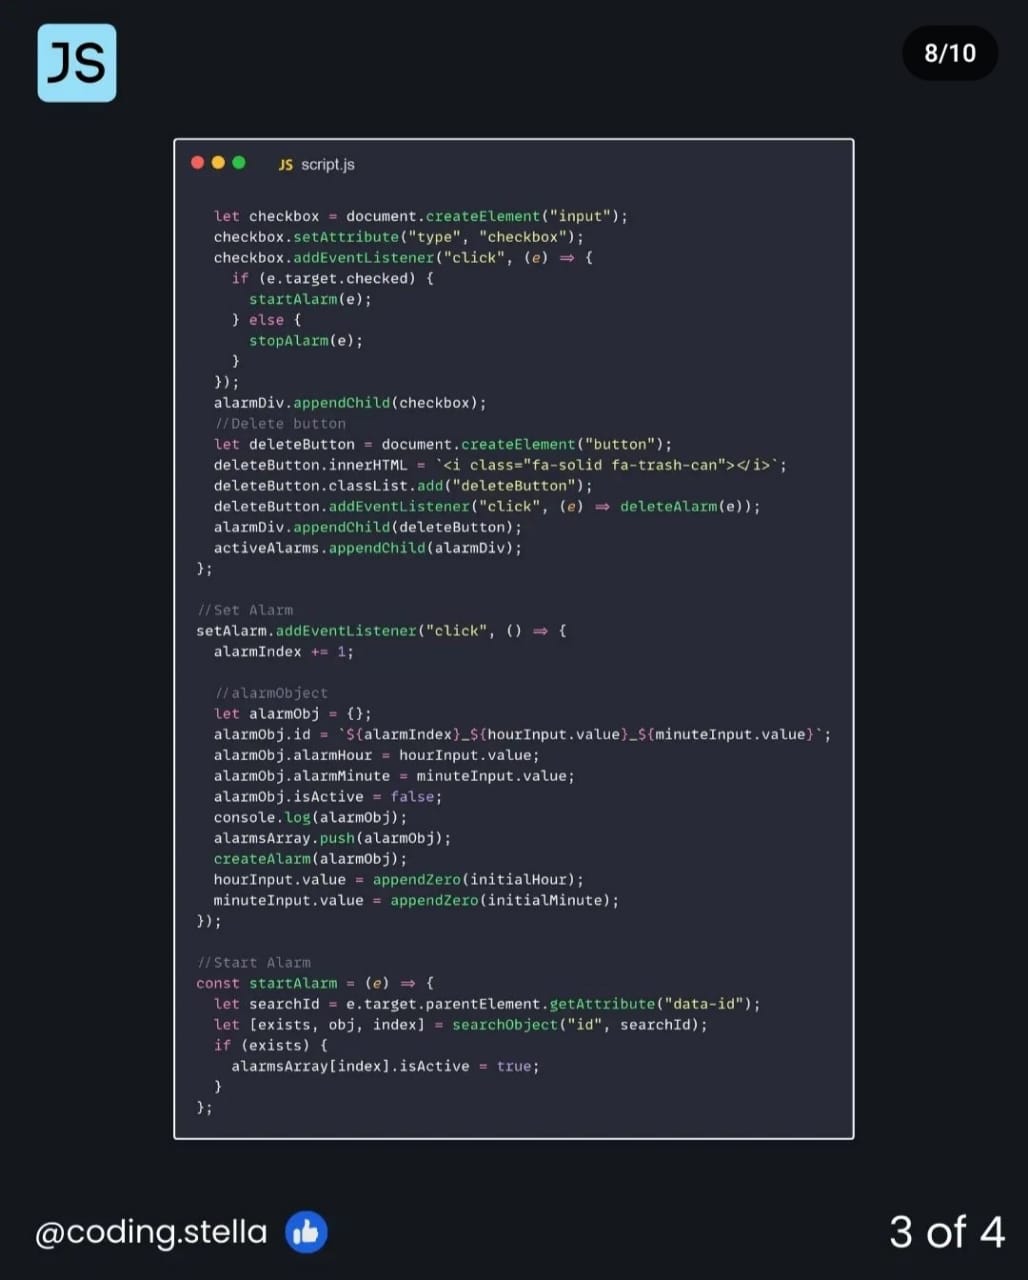 JS
8/10
JS script.js
let checkbox = document.createElement("input");
checkbox.setAttribute("type", "checkbox");
checkbox.addEventListener("click", (e) ⇒ {
if (e.target.checked) {
startAlarm(e);
} else {
stopAlarm(e);
}
});
alarmDiv.appendChild(checkbox);
//Delete button
let deleteButton = document.createElement("button");
deleteButton.innerHTML = `<i class="fa-solid fa-trash-can"></i>`;
deleteButton.classList.add("deleteButton");
deleteButton.addEventListener("click", (e) ⇒ deleteAlarm(e));
alarmDiv.appendChild(deleteButton);
activeAlarms.appendChild(alarmDiv);
};
//Set Alarm
setAlarm.addEventListener("click", () ⇒ {
alarmIndex += 1;
//alarmObject
let alarmObj = {};
alarmObj.id = `${alarmIndex}_${hourInput.value}_${minuteInput.value}`;
alarmObj.alarmHour = hourInput.value;
alarmObj.alarmMinute = minuteInput.value;
alarmObj.isActive = false;
console.log(alarmObj);
alarmsArray.push(alarmObj);
createAlarm(alarmObj);
hourInput.value = appendZero(initialHour);
minuteInput.value = appendZero(initialMinute);
});
//Start Alarm
const startAlarm = (e) ⇒ {
let searchId = e.target.parentElement.getAttribute("data-id");
let [exists, obj, index] = searchObject("id", searchId);
if (exists) {
alarmsArray[index].isActive = true;
}
};
@coding.stella
3 of 4